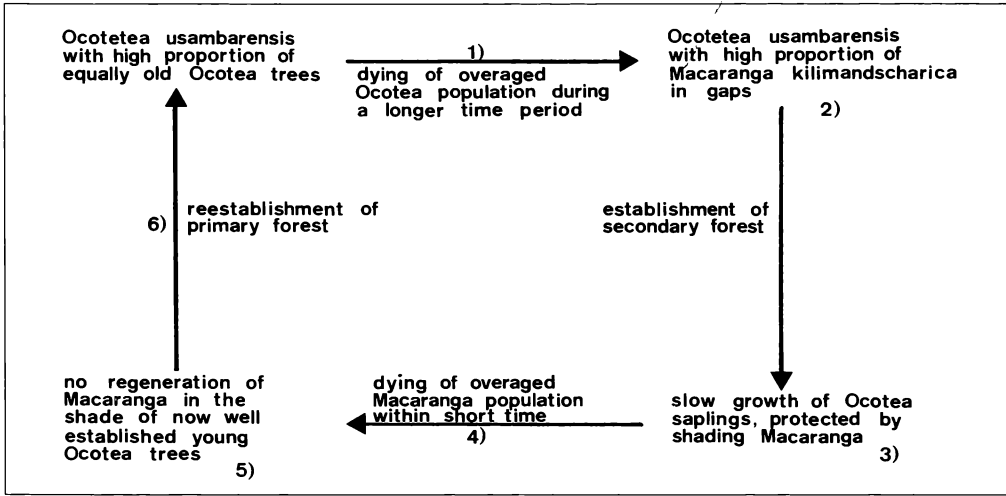 Ocotetea usambarensis
with high proportion of
equally old Ocotea trees
1)
dying of overaged
Ocotea population during
a longer time period
Ocotetea usambarensis
with high proportion of
Macaranga kilimandscharica
in gaps
2)
establishment of
secondary forest
slow growth of Ocotea
saplings, protected by
shading Macaranga
3)
dying of overaged
Macaranga population
within short time
4)
no regeneration of
Macaranga in the
shade of now well
established young
Ocotea trees
5)
6)
reestablishment of
primary forest